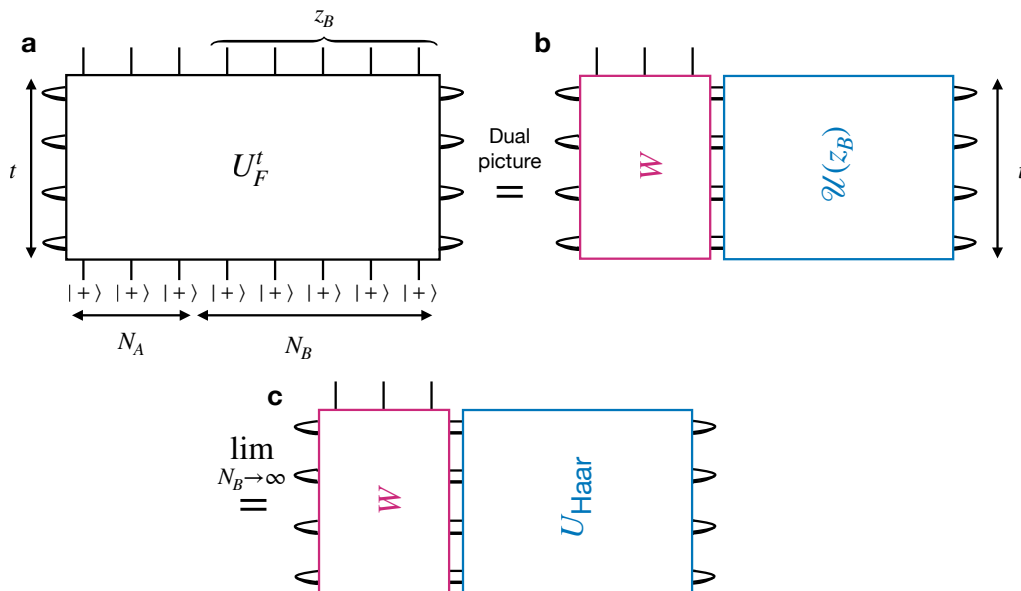 a
z_B
b
t
U_F^t
Dual
picture
=
W
𝒰(z_B)
|+⟩ |+⟩ |+⟩ |+⟩ |+⟩ |+⟩ |+⟩ |+⟩
N_A
N_B
c
lim
N_B→∞
=
W
U_Haar